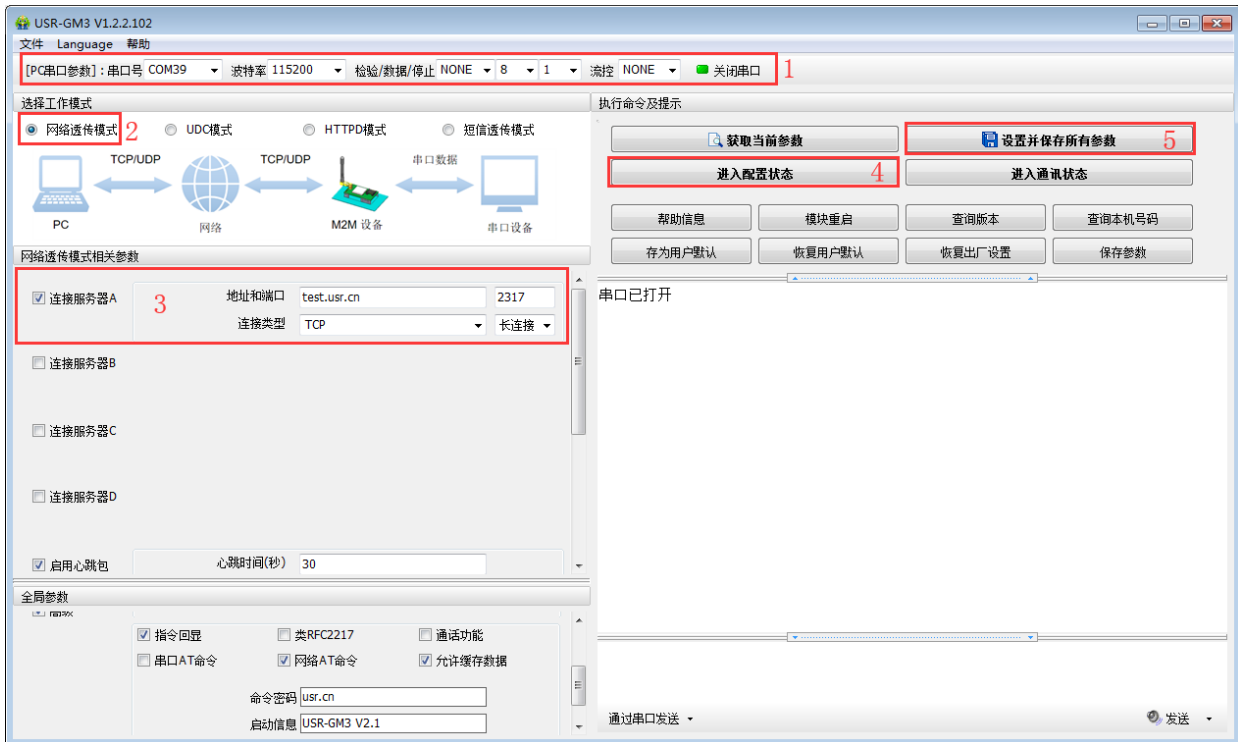 USR-GM3 V1.2.2.102
文件 Language 帮助
[PC串口参数]：串口号 COM39 波特率 115200 检验/数据/停止 NONE 8 1 流控 NONE 关闭串口 1
选择工作模式
网络透传模式 2 UDC模式 HTTPD模式 短信透传模式
TCP/UDP TCP/UDP 串口数据
PC 网络 M2M 设备 串口设备
网络透传模式相关参数
连接服务器A 3 地址和端口 test.usr.cn 2317
连接类型 TCP 长连接
连接服务器B
连接服务器C
连接服务器D
启用心跳包 心跳时间(秒) 30
全局参数
指令回显 类RFC2217 通话功能
串口AT命令 网络AT命令 允许缓存数据
命令密码 usr.cn
启动信息 USR-GM3 V2.1
执行命令及提示
获取当前参数 设置并保存所有参数 5
进入配置状态 4 进入通讯状态
帮助信息 模块重启 查询版本 查询本机号码
存为用户默认 恢复用户默认 恢复出厂设置 保存参数
串口已打开
通过串口发送 发送